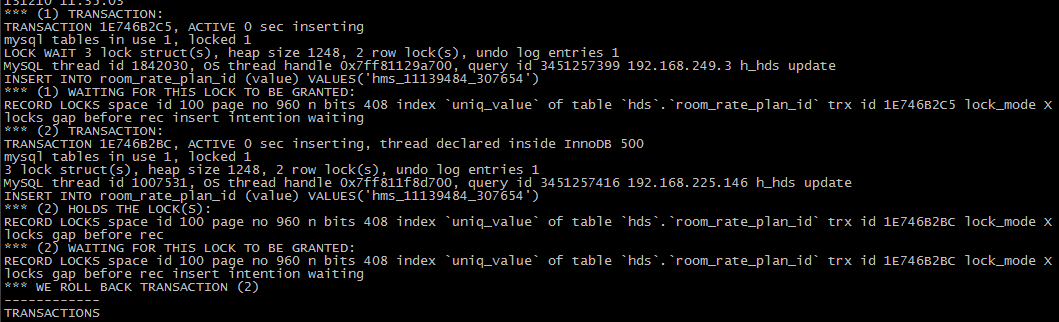 131210 11:35:03
*** (1) TRANSACTION:
TRANSACTION 1E746B2C5, ACTIVE 0 sec inserting
mysql tables in use 1, locked 1
LOCK WAIT 3 lock struct(s), heap size 1248, 2 row lock(s), undo log entries 1
MySQL thread id 1842030, OS thread handle 0x7ff81129a700, query id 3451257399 192.168.249.3 h_hds update
INSERT INTO room_rate_plan_id (value) VALUES('hms_11139484_307654')
*** (1) WAITING FOR THIS LOCK TO BE GRANTED:
RECORD LOCKS space id 100 page no 960 n bits 408 index `uniq_value` of table `hds`.`room_rate_plan_id` trx id 1E746B2C5 lock_mode X
locks gap before rec insert intention waiting
*** (2) TRANSACTION:
TRANSACTION 1E746B2BC, ACTIVE 0 sec inserting, thread declared inside InnoDB 500
mysql tables in use 1, locked 1
3 lock struct(s), heap size 1248, 2 row lock(s), undo log entries 1
MySQL thread id 1007531, OS thread handle 0x7ff811f8d700, query id 3451257416 192.168.225.146 h_hds update
INSERT INTO room_rate_plan_id (value) VALUES('hms_11139484_307654')
*** (2) HOLDS THE LOCK(S):
RECORD LOCKS space id 100 page no 960 n bits 408 index `uniq_value` of table `hds`.`room_rate_plan_id` trx id 1E746B2BC lock_mode X
locks gap before rec
*** (2) WAITING FOR THIS LOCK TO BE GRANTED:
RECORD LOCKS space id 100 page no 960 n bits 408 index `uniq_value` of table `hds`.`room_rate_plan_id` trx id 1E746B2BC lock_mode X
locks gap before rec insert intention waiting
*** WE ROLL BACK TRANSACTION (2)
------------
TRANSACTIONS